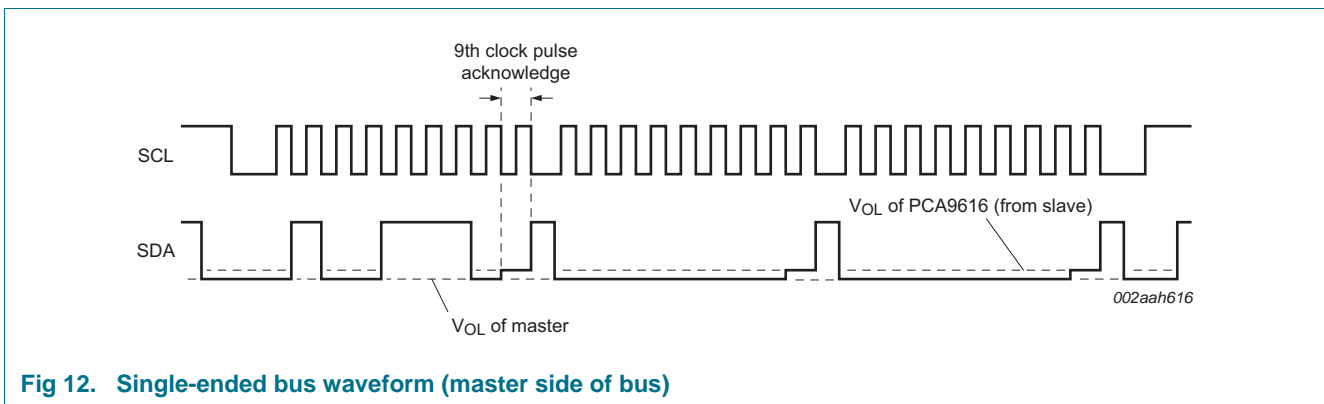 9th clock pulse
acknowledge
SCL
VOL of PCA9616 (from slave)
SDA
002aah616
VOL of master
Fig 12. Single-ended bus waveform (master side of bus)